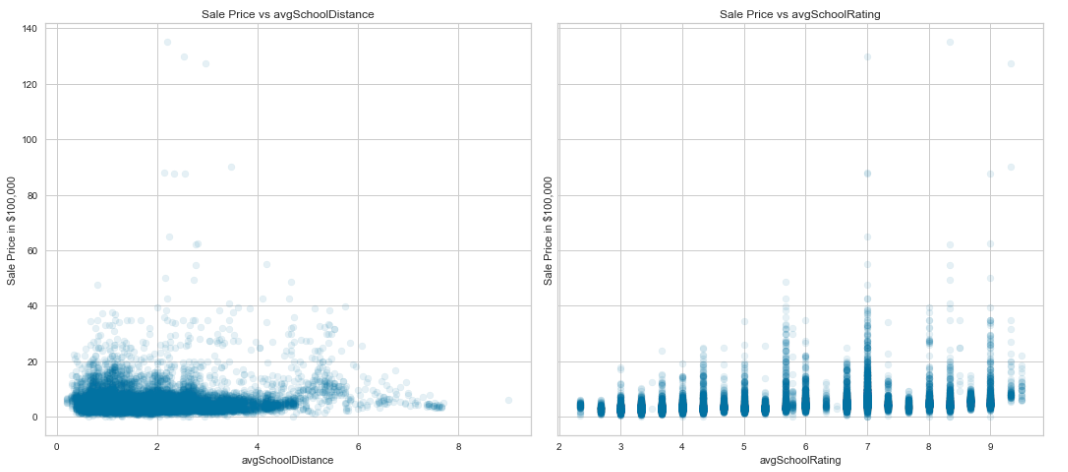 Sale Price vs avgSchoolDistance
Sale Price in $100,000
140
120
100
80
60
40
20
0
0 2 4 6 8
avgSchoolDistance
Sale Price vs avgSchoolRating
Sale Price in $100,000
2 3 4 5 6 7 8 9
avgSchoolRating